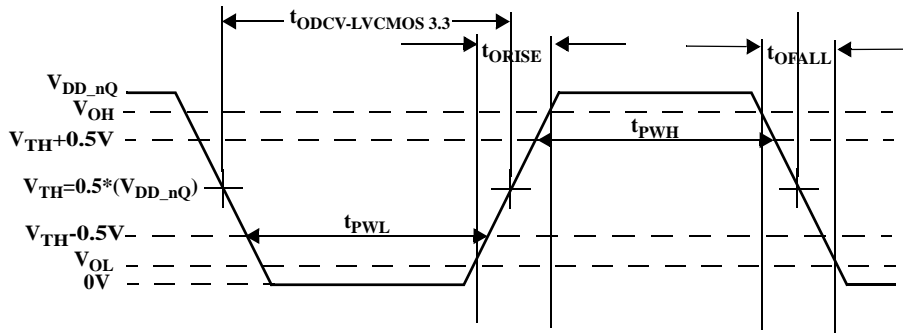 tODCV-LVCMOS 3.3
tORISE
tOFALL
VDD_nQ
VOH
VTH+0.5V
tPWH
VTH=0.5*(VDD_nQ)
VTH-0.5V
tPWL
VOL
0V